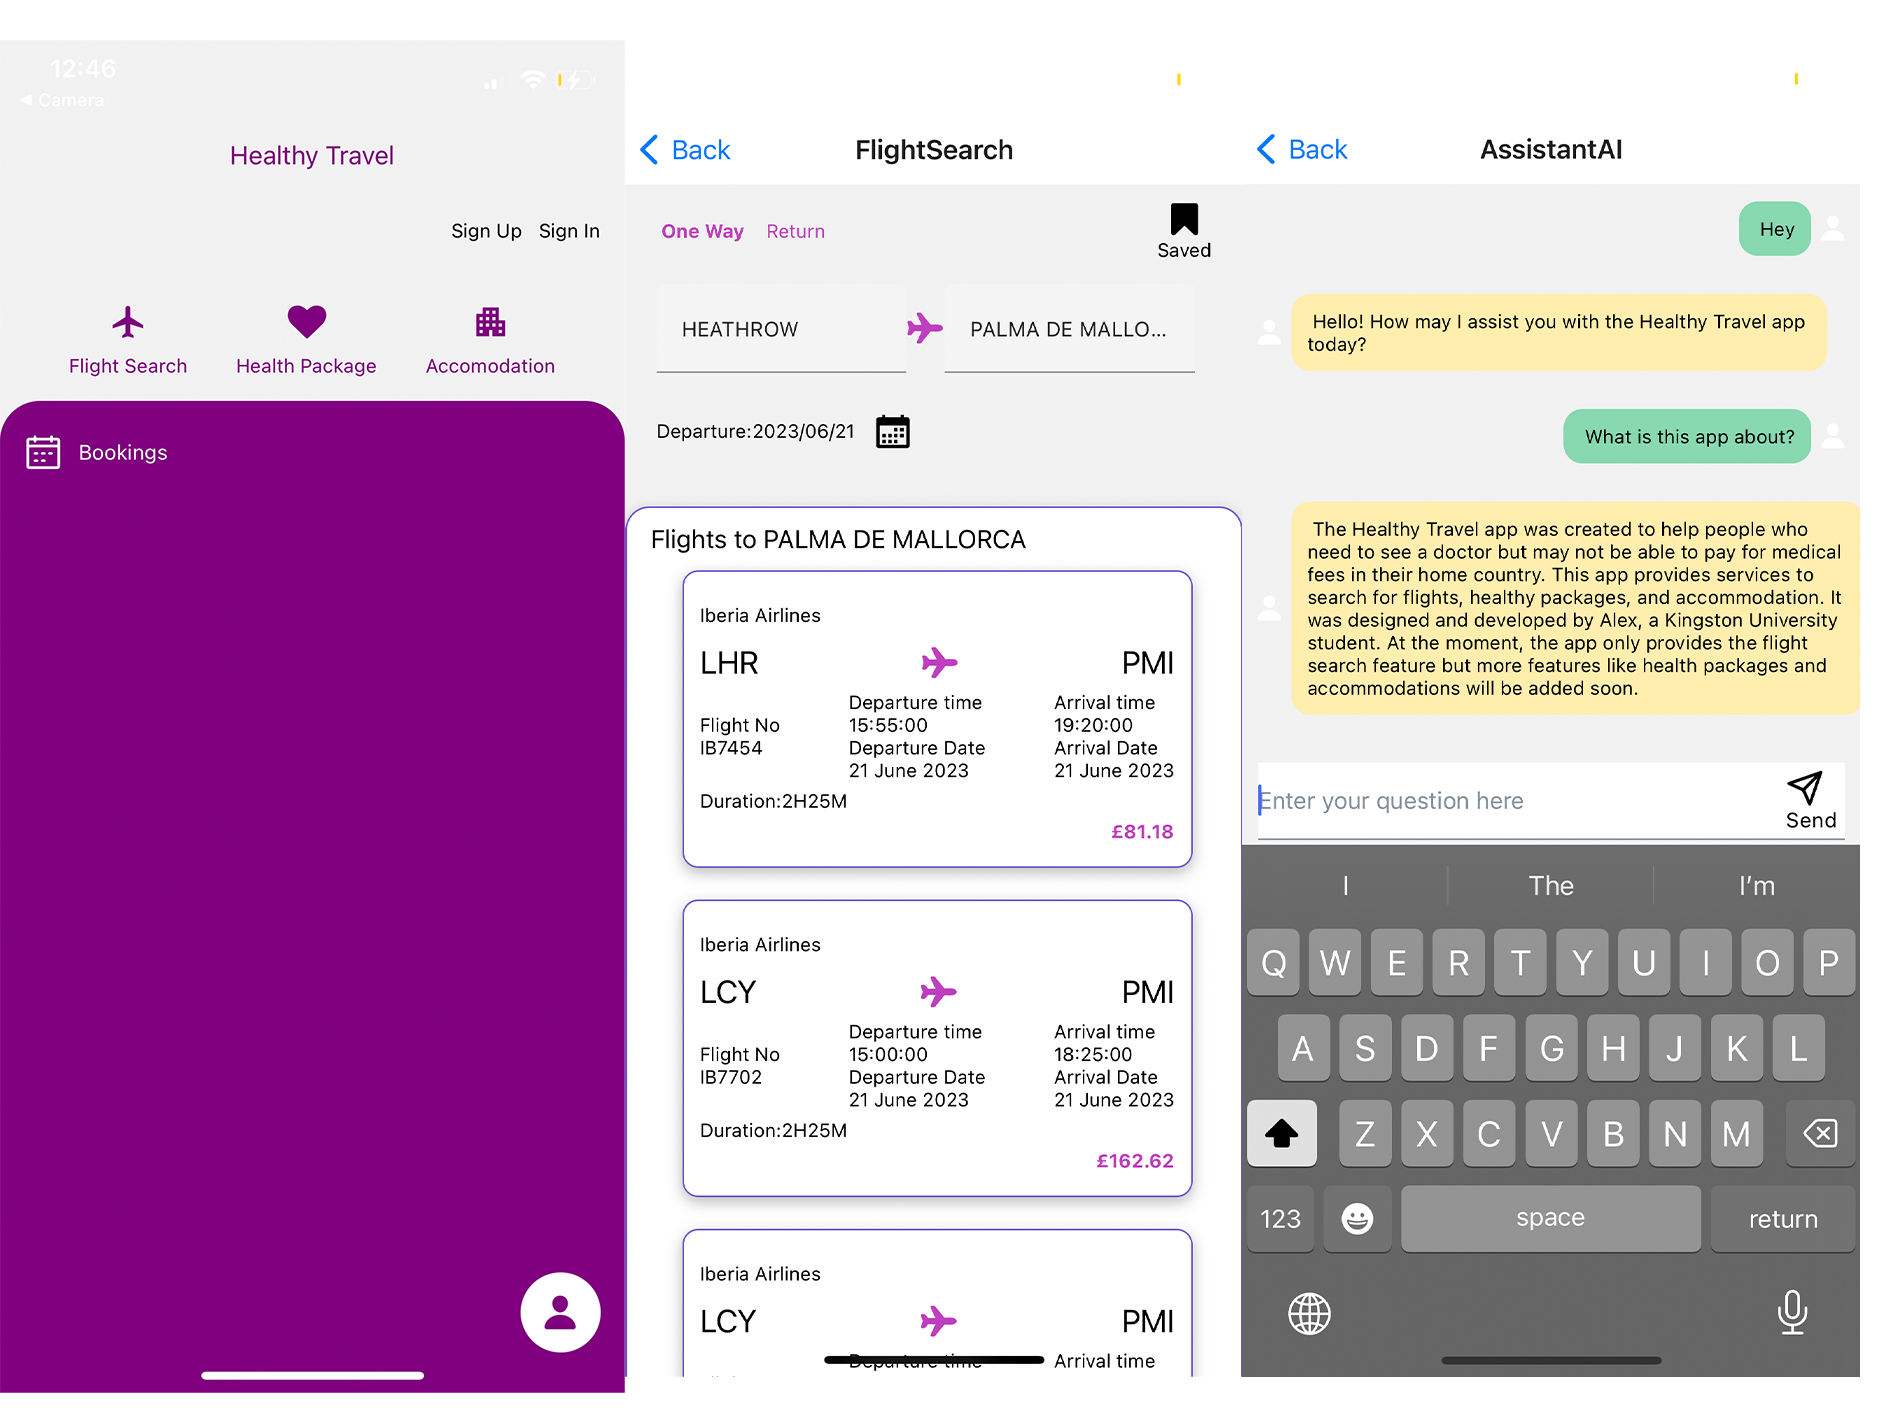 12:46
◀ Camera
Healthy Travel
Sign Up Sign In
Flight Search Health Package Accomodation
Bookings
Back FlightSearch
One Way Return
Saved
HEATHROW PALMA DE MALLO...
Departure:2023/06/21
Flights to PALMA DE MALLORCA
Iberia Airlines
LHR PMI
Departure time Arrival time
Flight No 15:55:00 19:20:00
IB7454 Departure Date Arrival Date
21 June 2023 21 June 2023
Duration:2H25M
£81.18
Iberia Airlines
LCY PMI
Departure time Arrival time
Flight No 15:00:00 18:25:00
IB7702 Departure Date Arrival Date
21 June 2023 21 June 2023
Duration:2H25M
£162.62
Iberia Airlines
LCY PMI
Departure time Arrival time
Back AssistantAI
Hey
Hello! How may I assist you with the Healthy Travel app
today?
What is this app about?
The Healthy Travel app was created to help people who
need to see a doctor but may not be able to pay for medical
fees in their home country. This app provides services to
search for flights, healthy packages, and accommodation. It
was designed and developed by Alex, a Kingston University
student. At the moment, the app only provides the flight
search feature but more features like health packages and
accommodations will be added soon.
Enter your question here
Send
I The I'm
Q W E R T Y U I O P
A S D F G H J K L
Z X C V B N M
123 space return